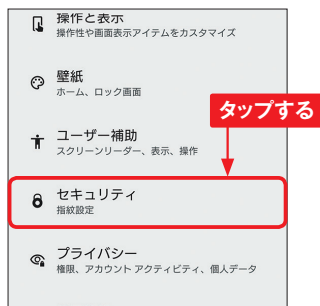 操作と表示
操作性や画面表示アイテムをカスタマイズ
壁紙
ホーム、ロック画面
タップする
ユーザー補助
スクリーンリーダー、表示、操作
セキュリティ
指紋設定
プライバシー
権限、アカウント アクティビティ、個人データ